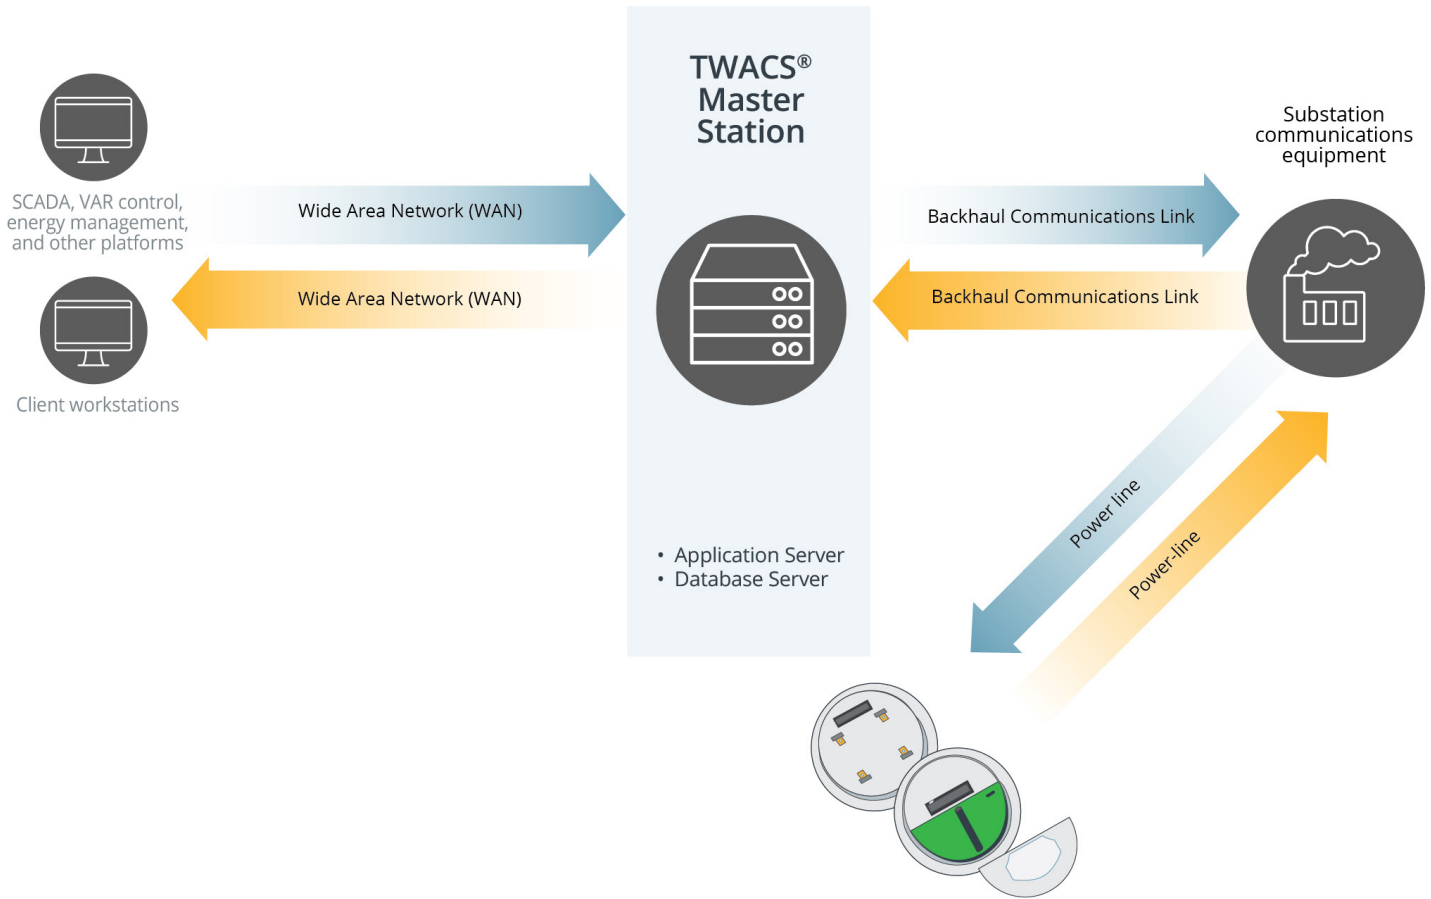 TWACS®
Master
Station
Substation
communications
equipment
SCADA, VAR control,
energy management,
and other platforms
Wide Area Network (WAN)
Backhaul Communications Link
Wide Area Network (WAN)
Backhaul Communications Link
Client workstations
Power line
Power-line
• Application Server
• Database Server